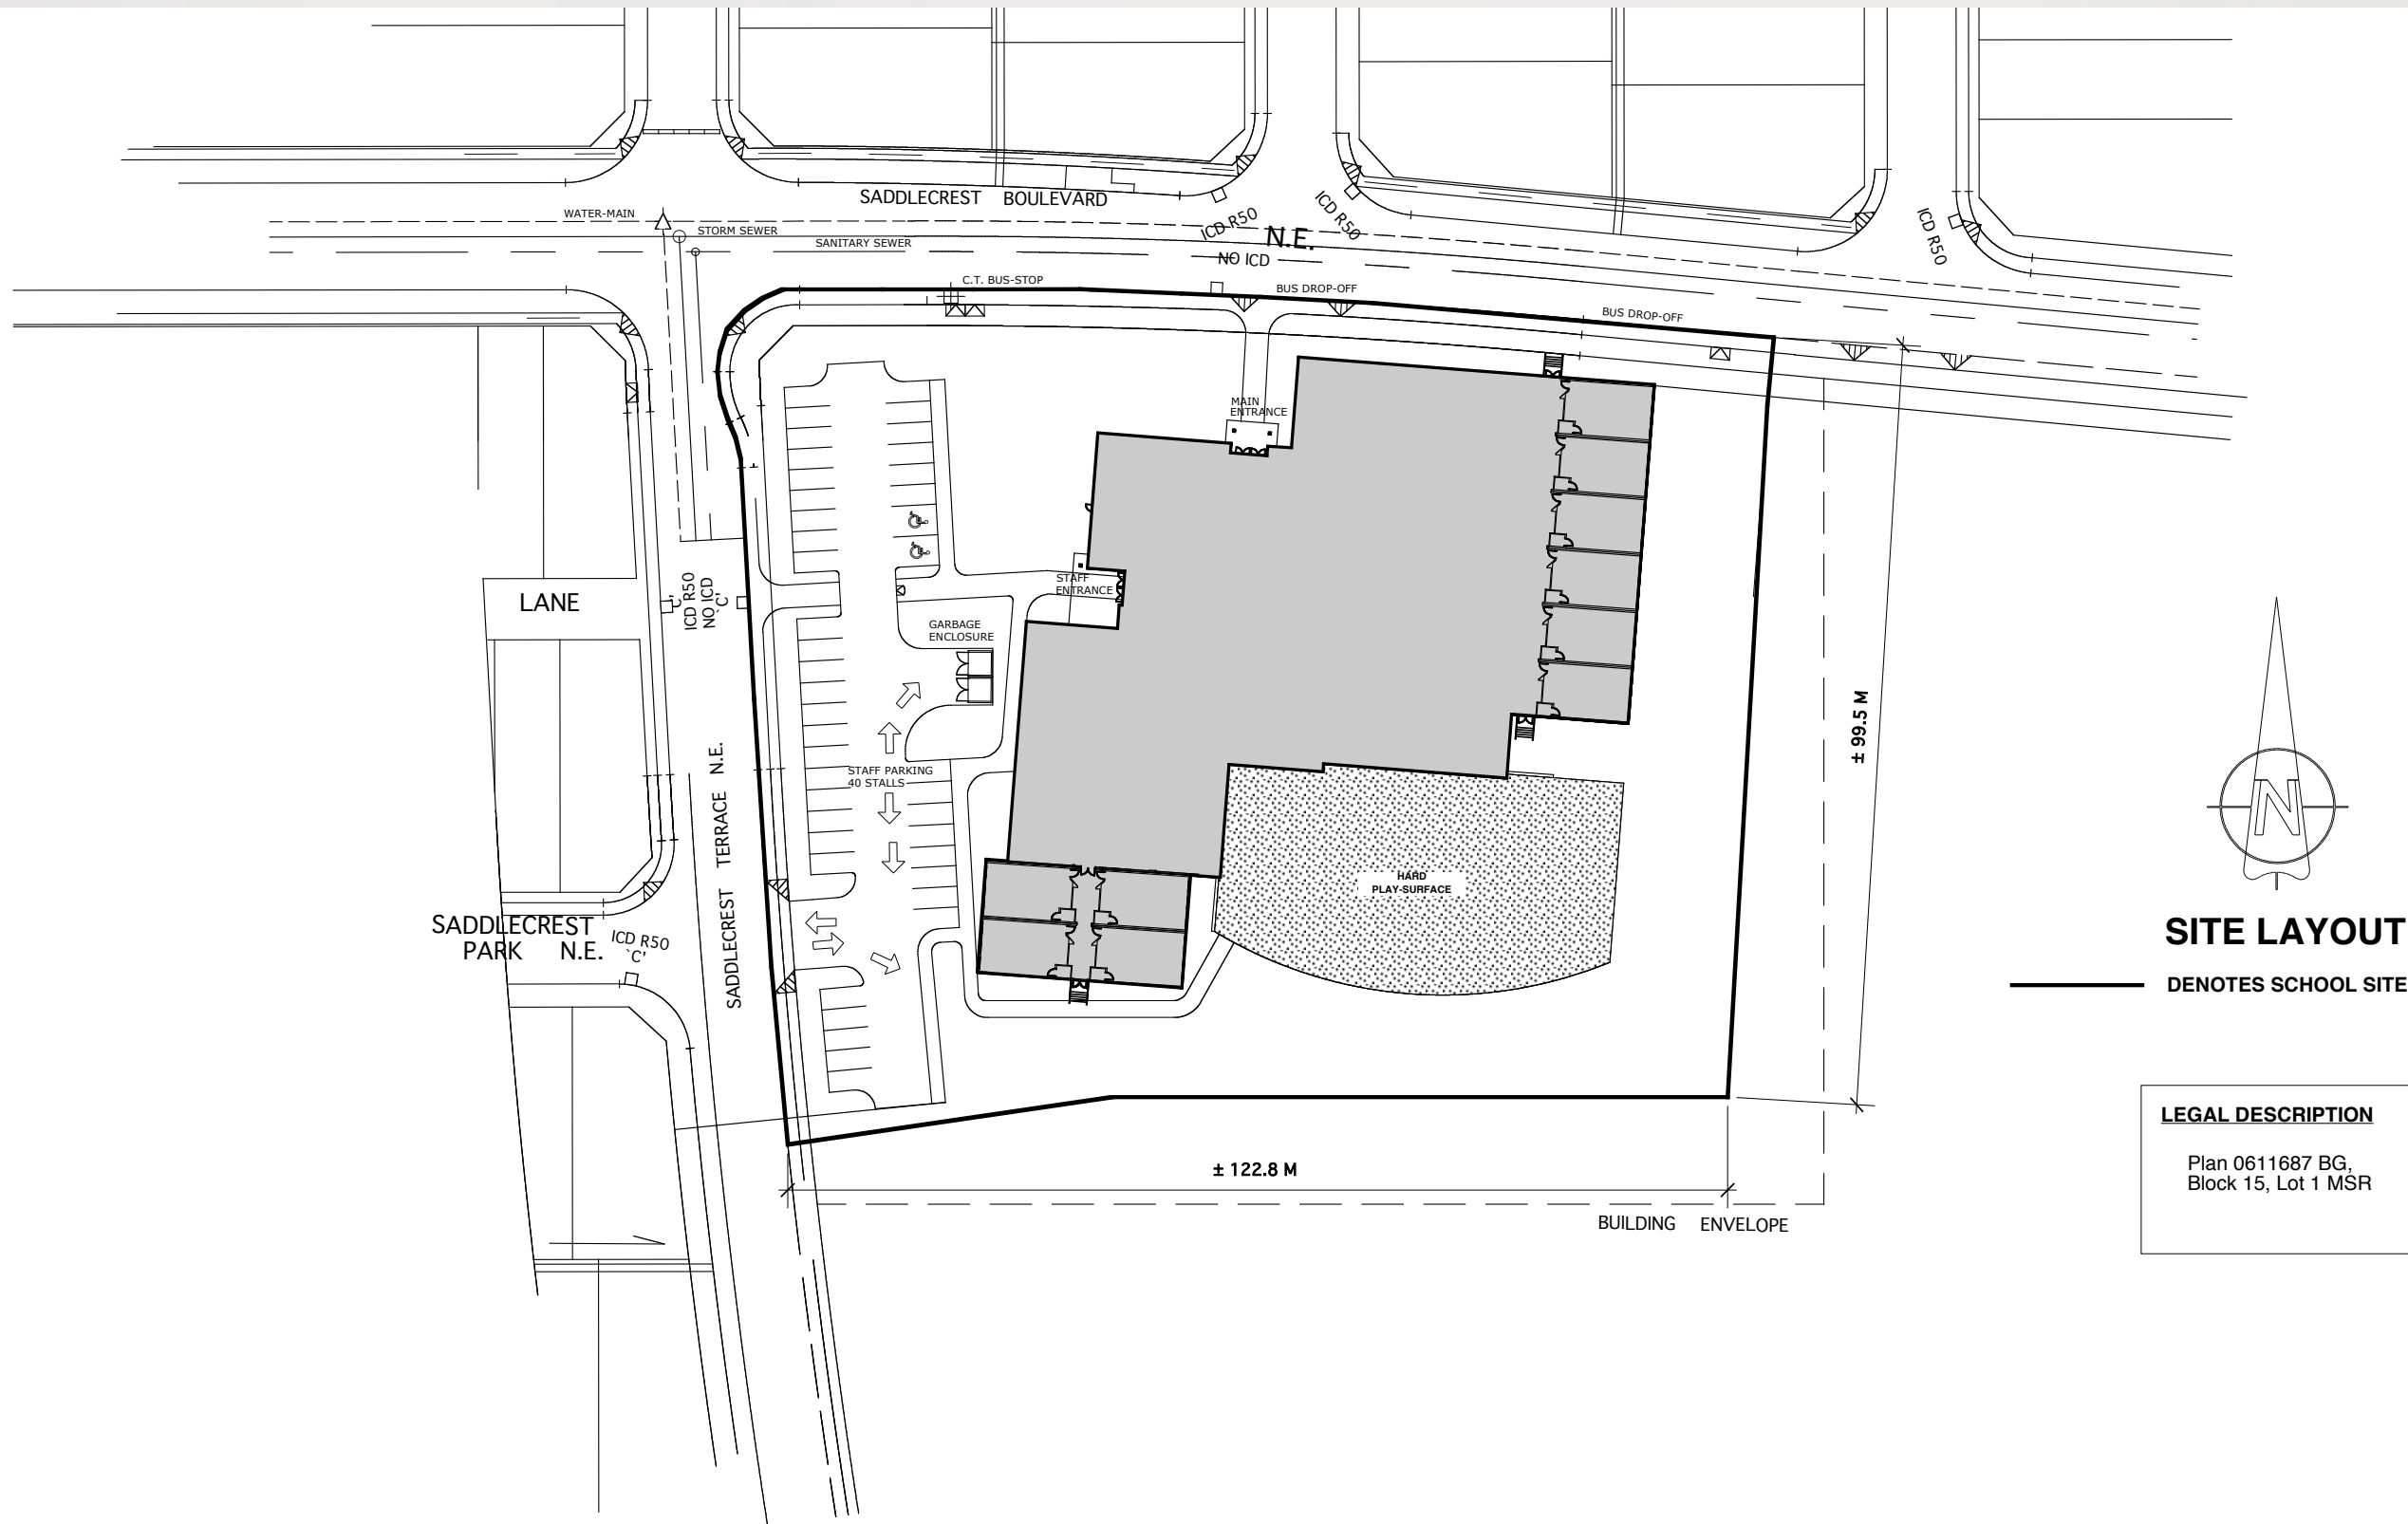 SADDLECREST BOULEVARD
N.E.
WATER-MAIN
STORM SEWER
SANITARY SEWER
ICD R50
ICD R50
ICD R50
NO ICD
C.T. BUS-STOP
BUS DROP-OFF
BUS DROP-OFF
MAIN
ENTRANCE
STAFF
ENTRANCE
LANE
ICD R50
'C'
NO ICD
'C'
GARBAGE
ENCLOSURE
STAFF PARKING
40 STALLS
SADDLECREST TERRACE N.E.
SADDLECREST
PARK N.E.
ICD R50
'C'
HARD
PLAY-SURFACE
± 99.5 M
± 122.8 M
BUILDING ENVELOPE
N
SITE LAYOUT
DENOTES SCHOOL SITE
LEGAL DESCRIPTION
Plan 0611687 BG,
Block 15, Lot 1 MSR